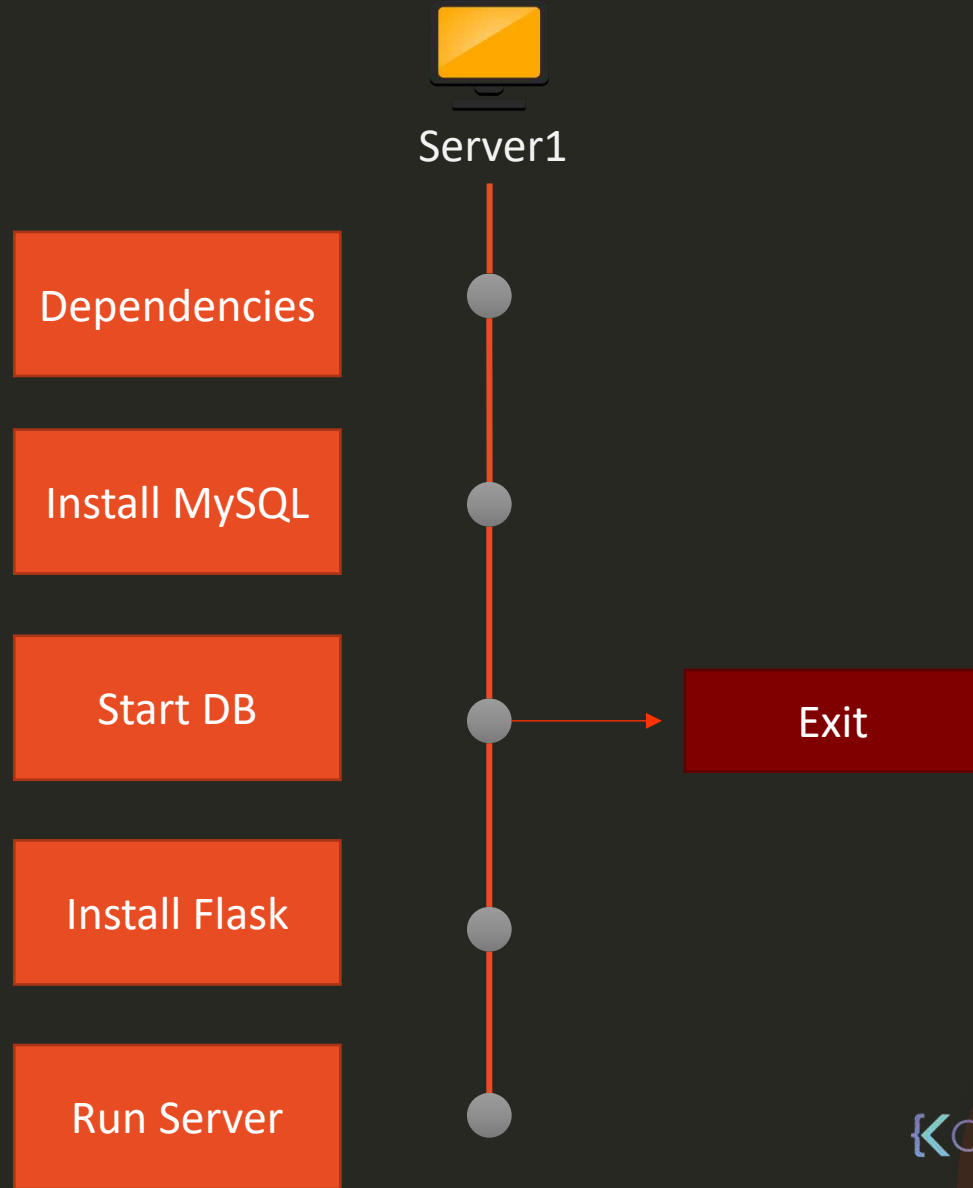 Server1
Dependencies
Install MySQL
Start DB
Exit
Install Flask
Run Server